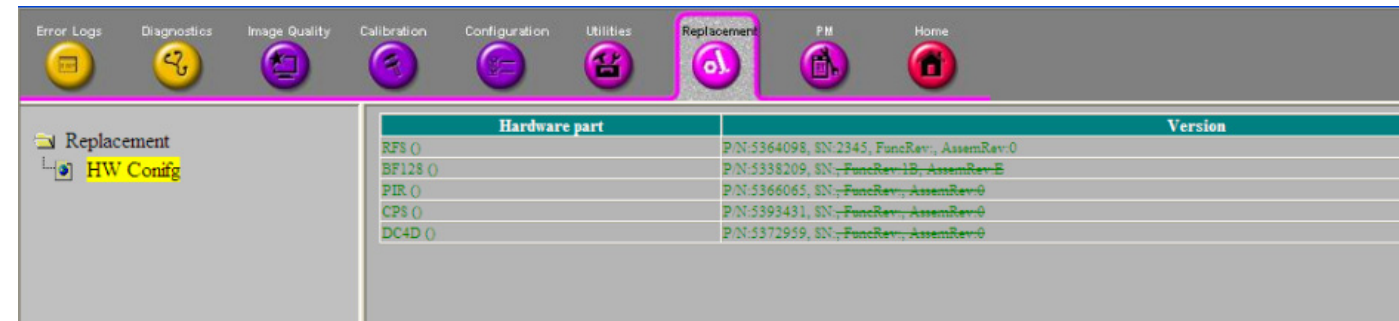 Error Logs
Diagnostics
Image Quality
Calibration
Configuration
Utilities
Replacement
PM
Home
Replacement
HW Conifg
Hardware part Version
RFS () P/N:5364098, SN:2345, FuncRev:, AssemRev:0
BF128 () P/N:5338209, SN:, FuncRev:1B, AssemRev:E
PIR () P/N:5366065, SN:, FuncRev:, AssemRev:0
CPS () P/N:5393431, SN:, FuncRev:, AssemRev:0
DC4D () P/N:5372959, SN:, FuncRev:, AssemRev:0